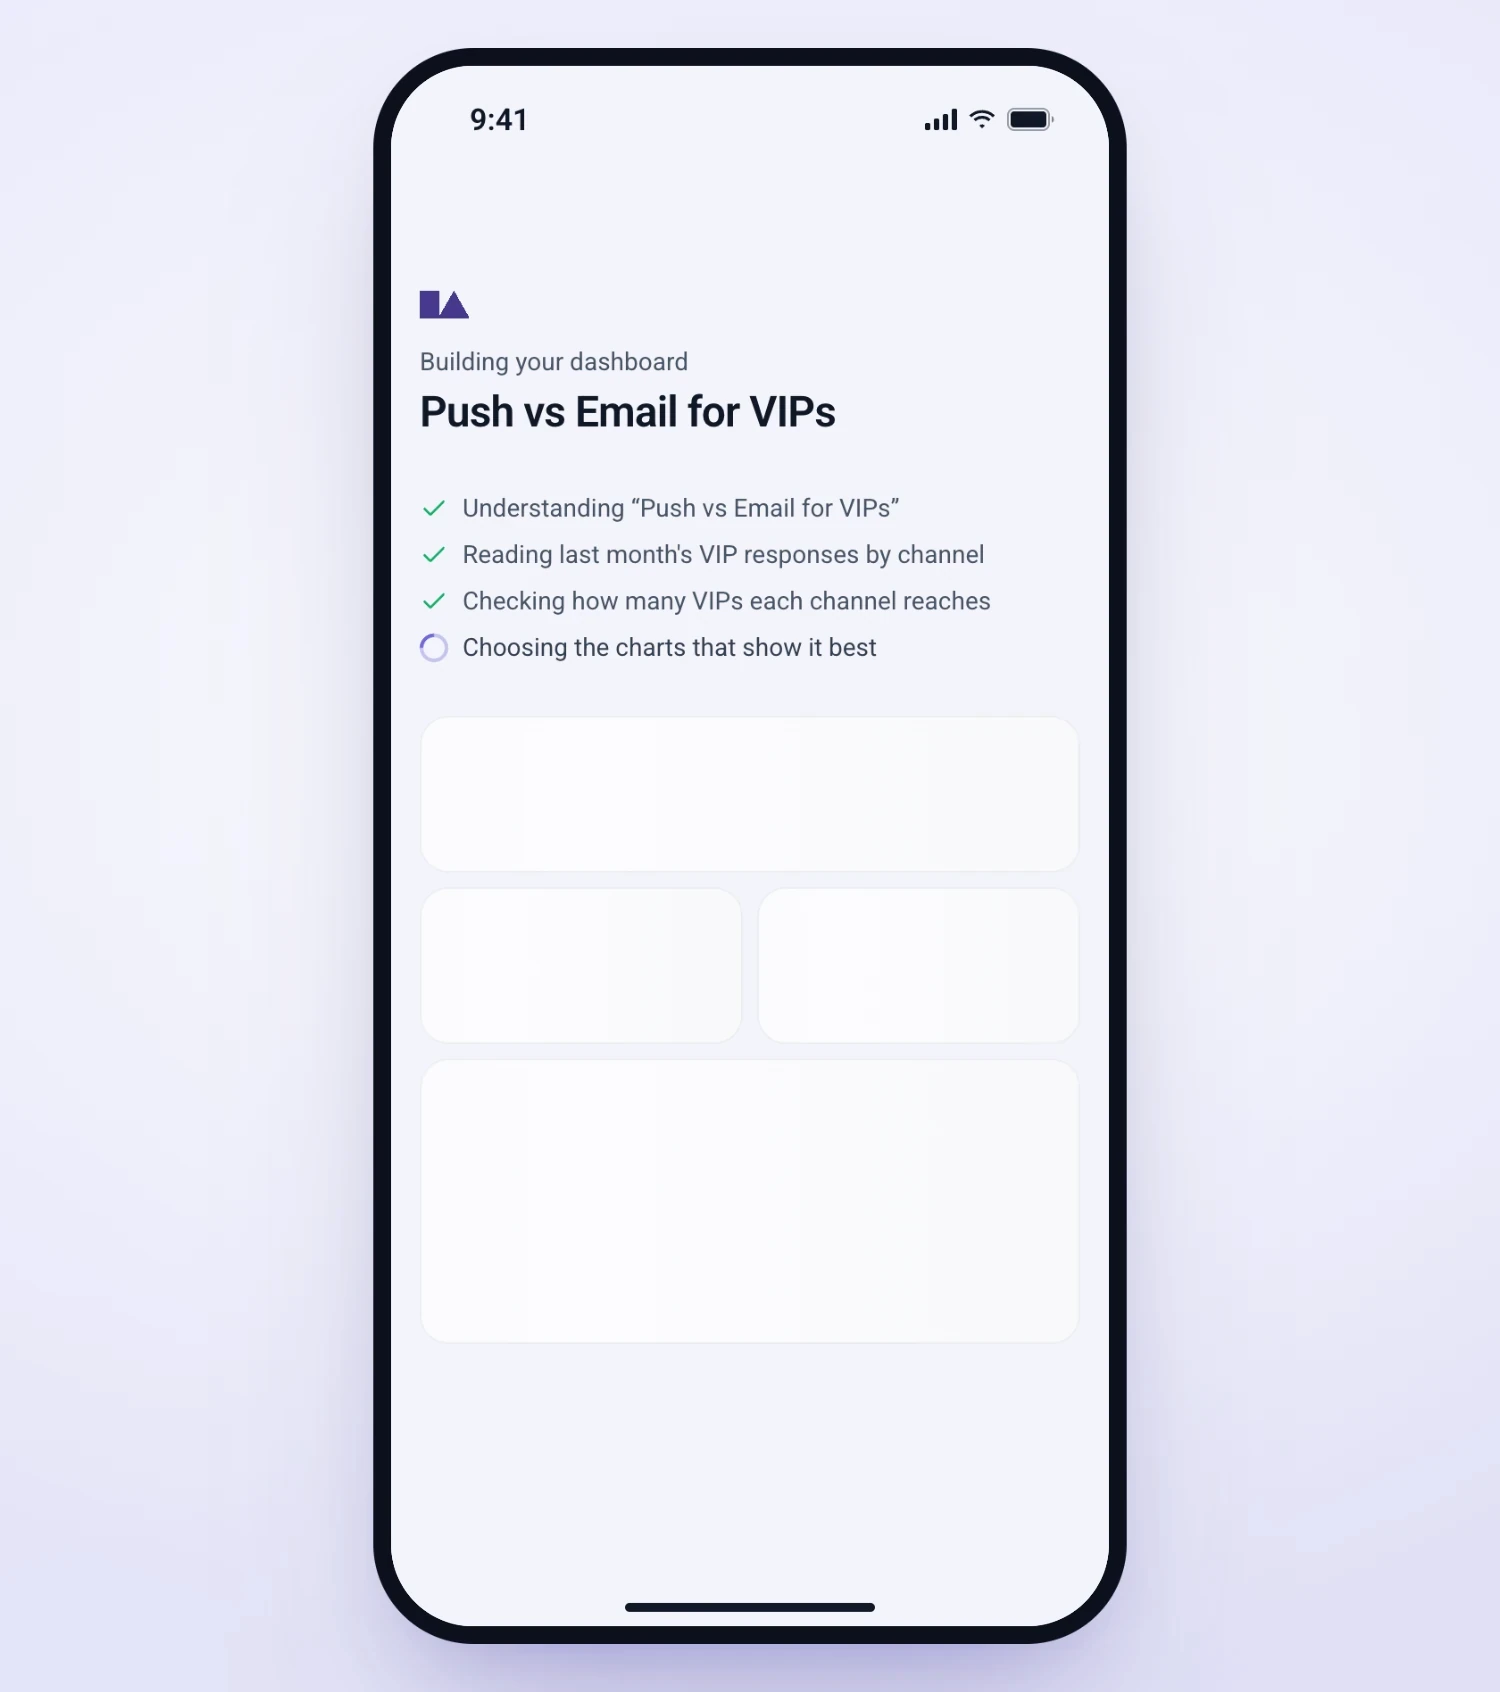 9:41
Building your dashboard
Push vs Email for VIPs
Understanding “Push vs Email for VIPs”
Reading last month's VIP responses by channel
Checking how many VIPs each channel reaches
Choosing the charts that show it best